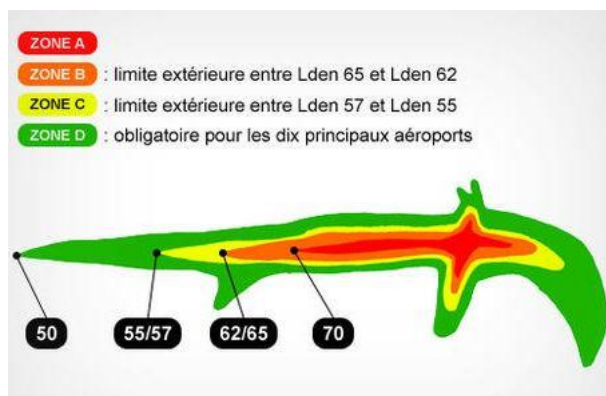 ZONE A
ZONE B : limite extérieure entre Lden 65 et Lden 62
ZONE C : limite extérieure entre Lden 57 et Lden 55
ZONE D : obligatoire pour les dix principaux aéroports
50
55/57
62/65
70